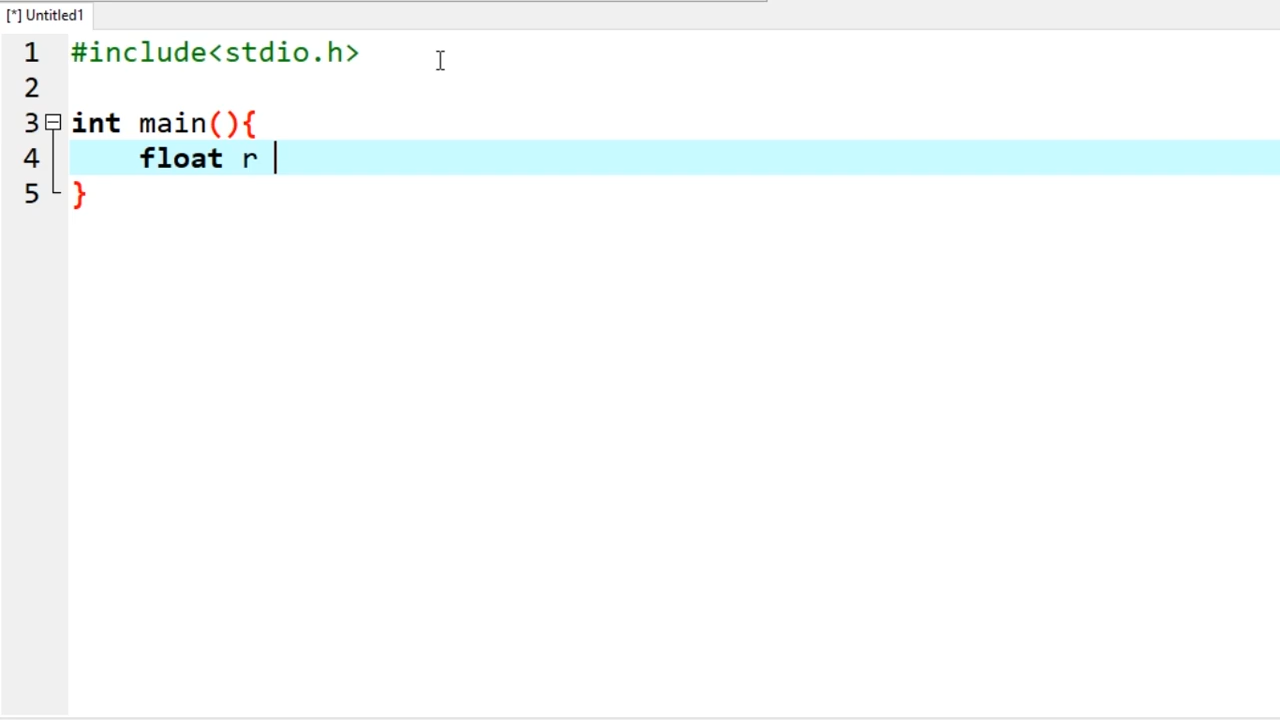 [*] Untitled1
1 #include<stdio.h>
2
3 int main(){
4     float r
5 }